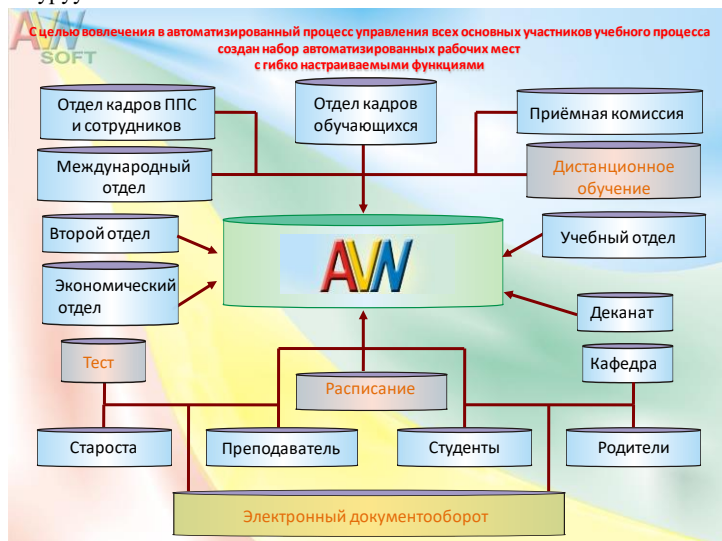 С целью вовлечения в автоматизированный процесс управления всех основных участников учебного процесса
создан набор автоматизированных рабочих мест
с гибко настраиваемыми функциями
AVN
SOFT
Отдел кадров ППС
и сотрудников
Отдел кадров
обучающихся
Приёмная комиссия
Международный
отдел
Дистанционное
обучение
Второй отдел
AVN
Учебный отдел
Экономический
отдел
Деканат
Тест
Расписание
Кафедра
Староста
Преподаватель
Студенты
Родители
Электронный документооборот